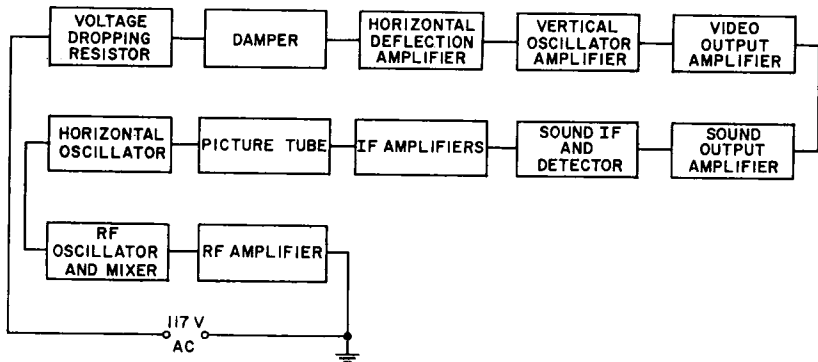 VOLTAGE
DROPPING
RESISTOR
DAMPER
HORIZONTAL
DEFLECTION
AMPLIFIER
VERTICAL
OSCILLATOR
AMPLIFIER
VIDEO
OUTPUT
AMPLIFIER
HORIZONTAL
OSCILLATOR
PICTURE TUBE
IF AMPLIFIERS
SOUND IF
AND
DETECTOR
SOUND
OUTPUT
AMPLIFIER
RF
OSCILLATOR
AND MIXER
RF AMPLIFIER
117 V
AC